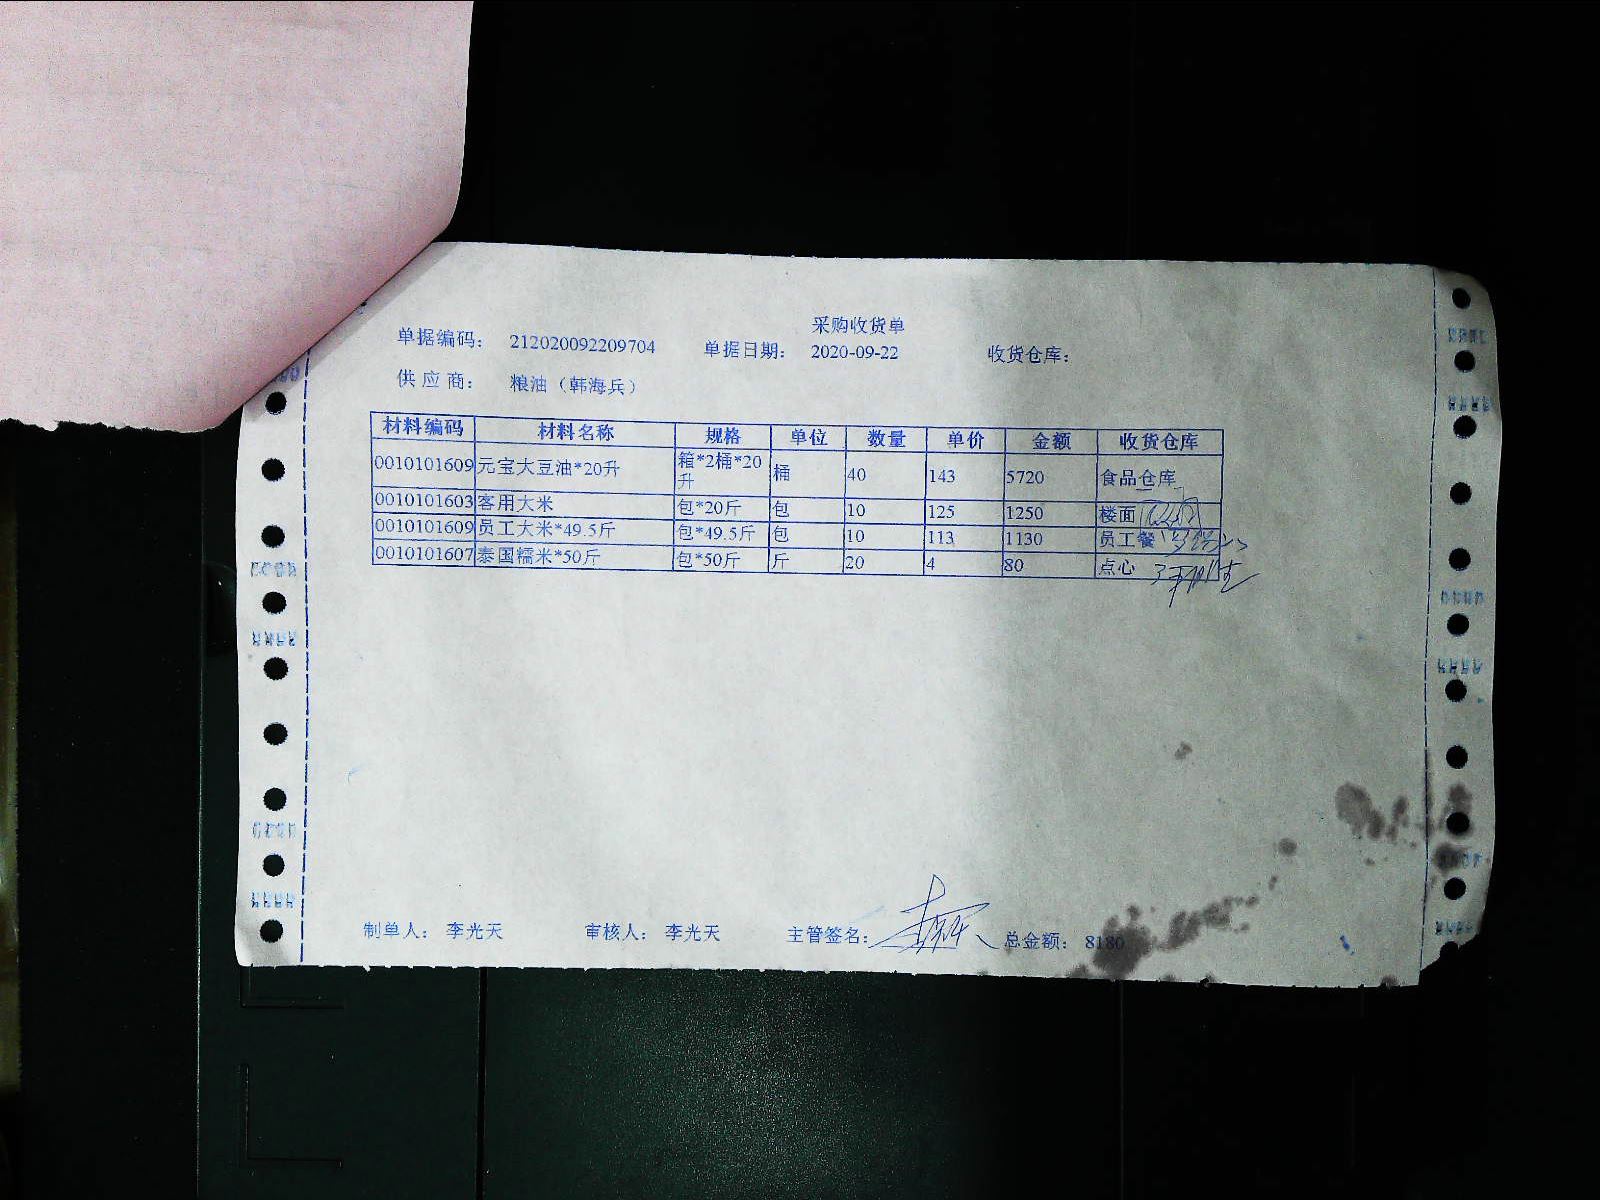 采购收货单
单据编码： 212020092209704 单据日期： 2020-09-22 收货仓库：
供 应 商： 粮油（韩海兵）
材料编码 材料名称 规格 单位 数量 单价 金额 收货仓库
0010101609 元宝大豆油*20升 箱*2桶*20升 桶 40 143 5720 食品仓库
0010101603 客用大米 包*20斤 包 10 125 1250 楼面
0010101609 员工大米*49.5斤 包*49.5斤 包 10 113 1130 员工餐
0010101607 泰国糯米*50斤 包*50斤 斤 20 4 80 点心
制单人： 李光天 审核人： 李光天 主管签名： 总金额： 8180